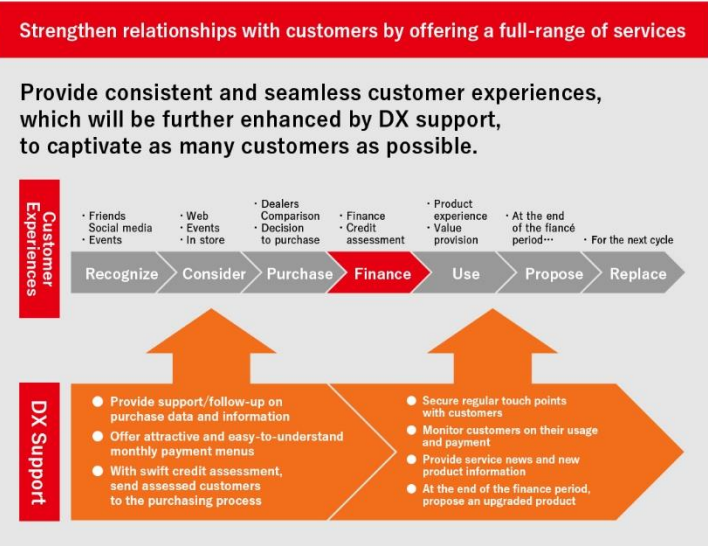 Strengthen relationships with customers by offering a full-range of services
Provide consistent and seamless customer experiences,
which will be further enhanced by DX support,
to captivate as many customers as possible.
Customer
Experiences
・Friends
Social media
・Events
・Web
・Events
・In store
・Dealers
Comparison
・Decision
to purchase
・Finance
・Credit
assessment
・Product
experience
・Value
provision
・At the end
of the fiancé
period…
・For the next cycle
Recognize
Consider
Purchase
Finance
Use
Propose
Replace
DX Support
● Provide support/follow-up on
purchase data and information
● Offer attractive and easy-to-understand
monthly payment menus
● With swift credit assessment,
send assessed customers
to the purchasing process
● Secure regular touch points
with customers
● Monitor customers on their usage
and payment
● Provide service news and new
product information
● At the end of the finance period,
propose an upgraded product